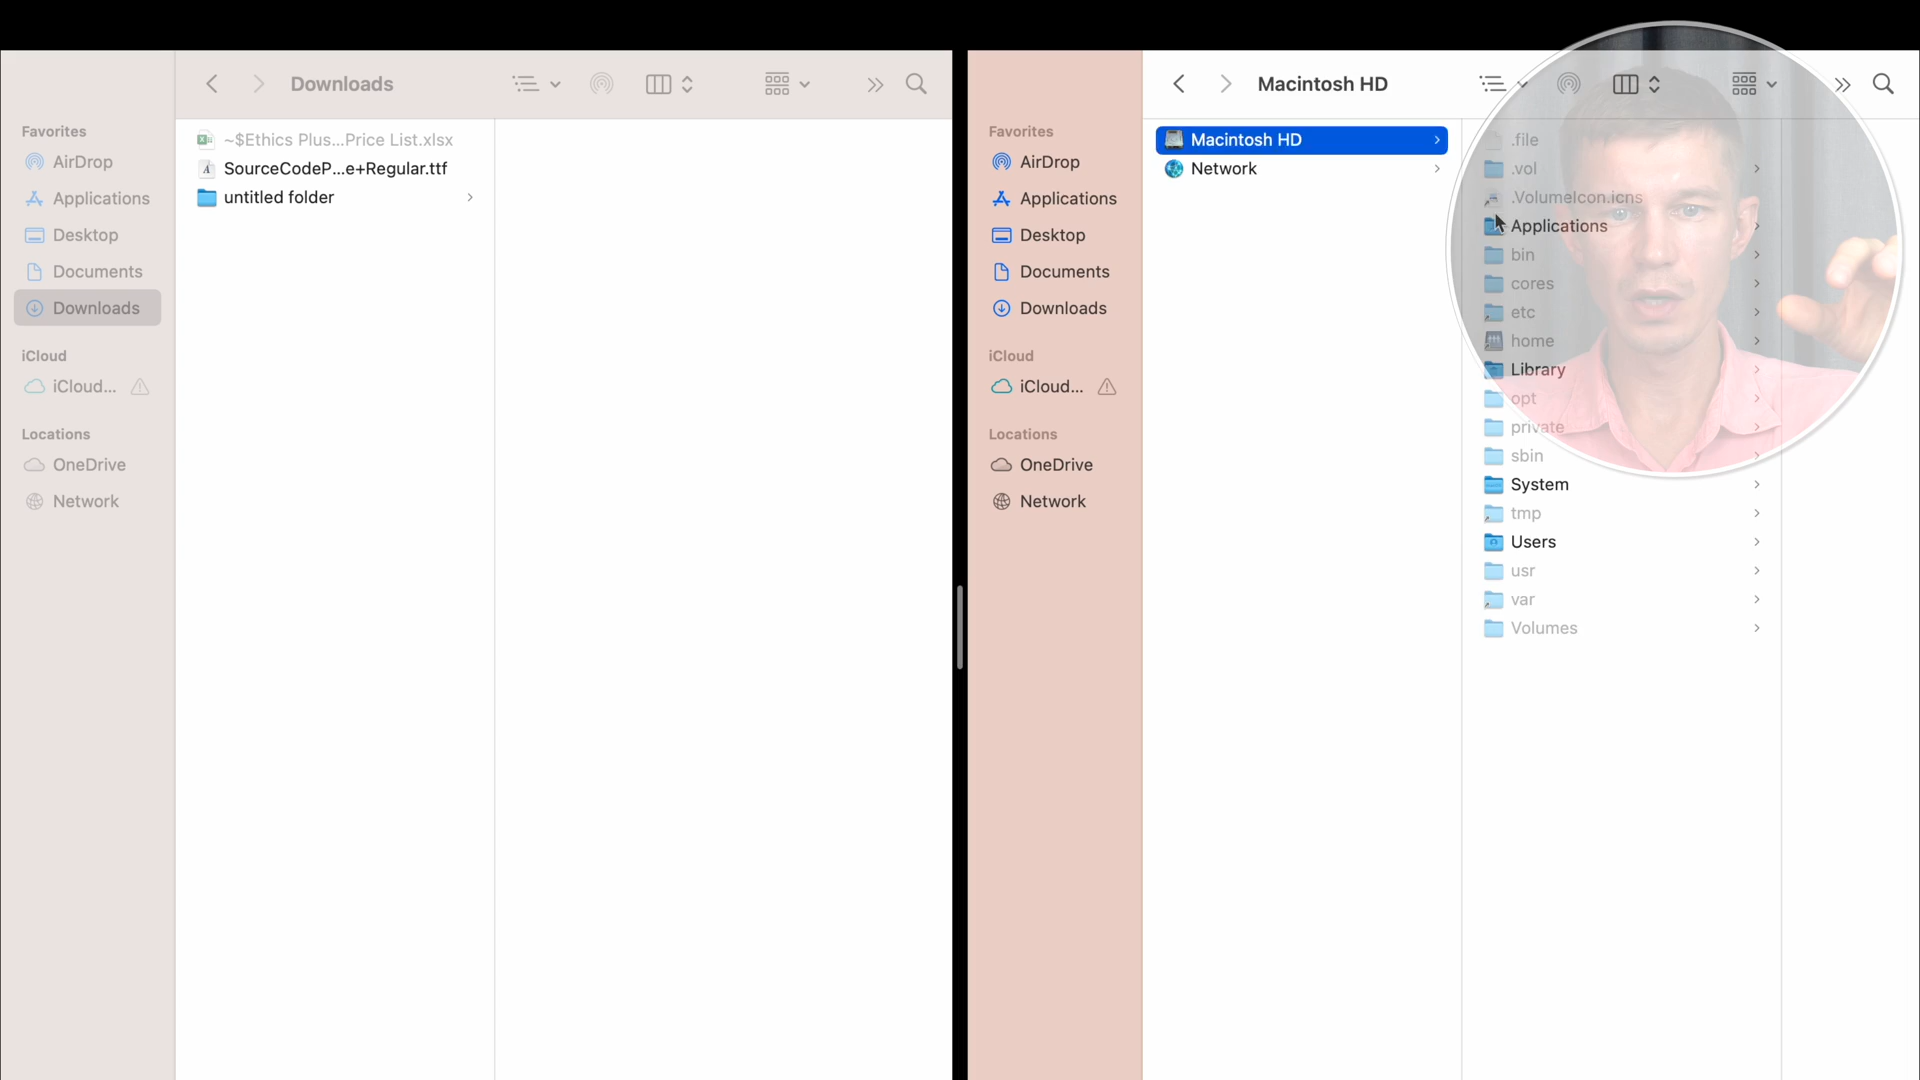 Downloads
Favorites
AirDrop
Applications
Desktop
Documents
Downloads
iCloud
iCloud...
Locations
OneDrive
Network
~$Ethics Plus...Price List.xlsx
SourceCodeP...e+Regular.ttf
untitled folder
Macintosh HD
Favorites
AirDrop
Applications
Desktop
Documents
Downloads
iCloud
iCloud...
Locations
OneDrive
Network
Macintosh HD
Network
.file
.vol
.VolumeIcon.icns
Applications
bin
cores
etc
home
Library
opt
private
sbin
System
tmp
Users
usr
var
Volumes